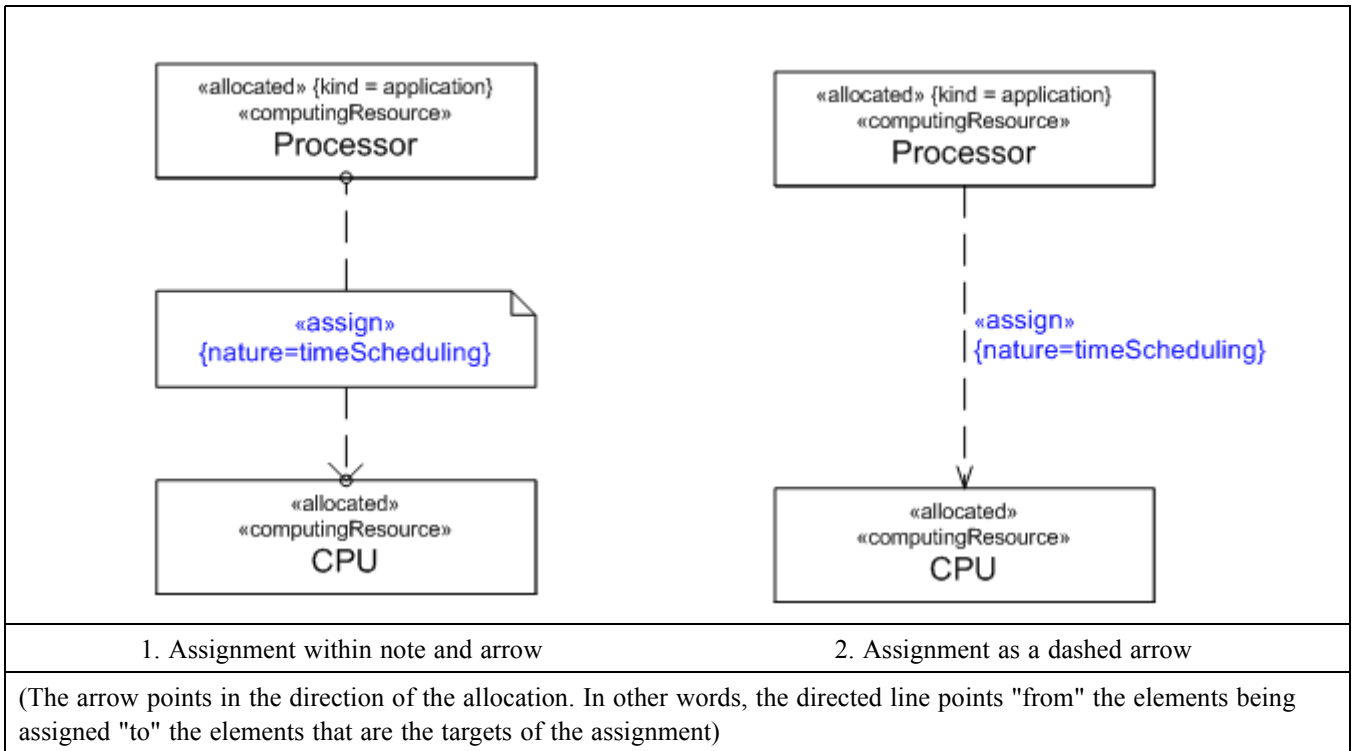 «allocated» {kind = application}
«computingResource»
Processor
«assign»
{nature=timeScheduling}
«allocated»
«computingResource»
CPU
«allocated» {kind = application}
«computingResource»
Processor
«assign»
{nature=timeScheduling}
«allocated»
«computingResource»
CPU
1. Assignment within note and arrow
2. Assignment as a dashed arrow
(The arrow points in the direction of the allocation. In other words, the directed line points "from" the elements being
assigned "to" the elements that are the targets of the assignment)